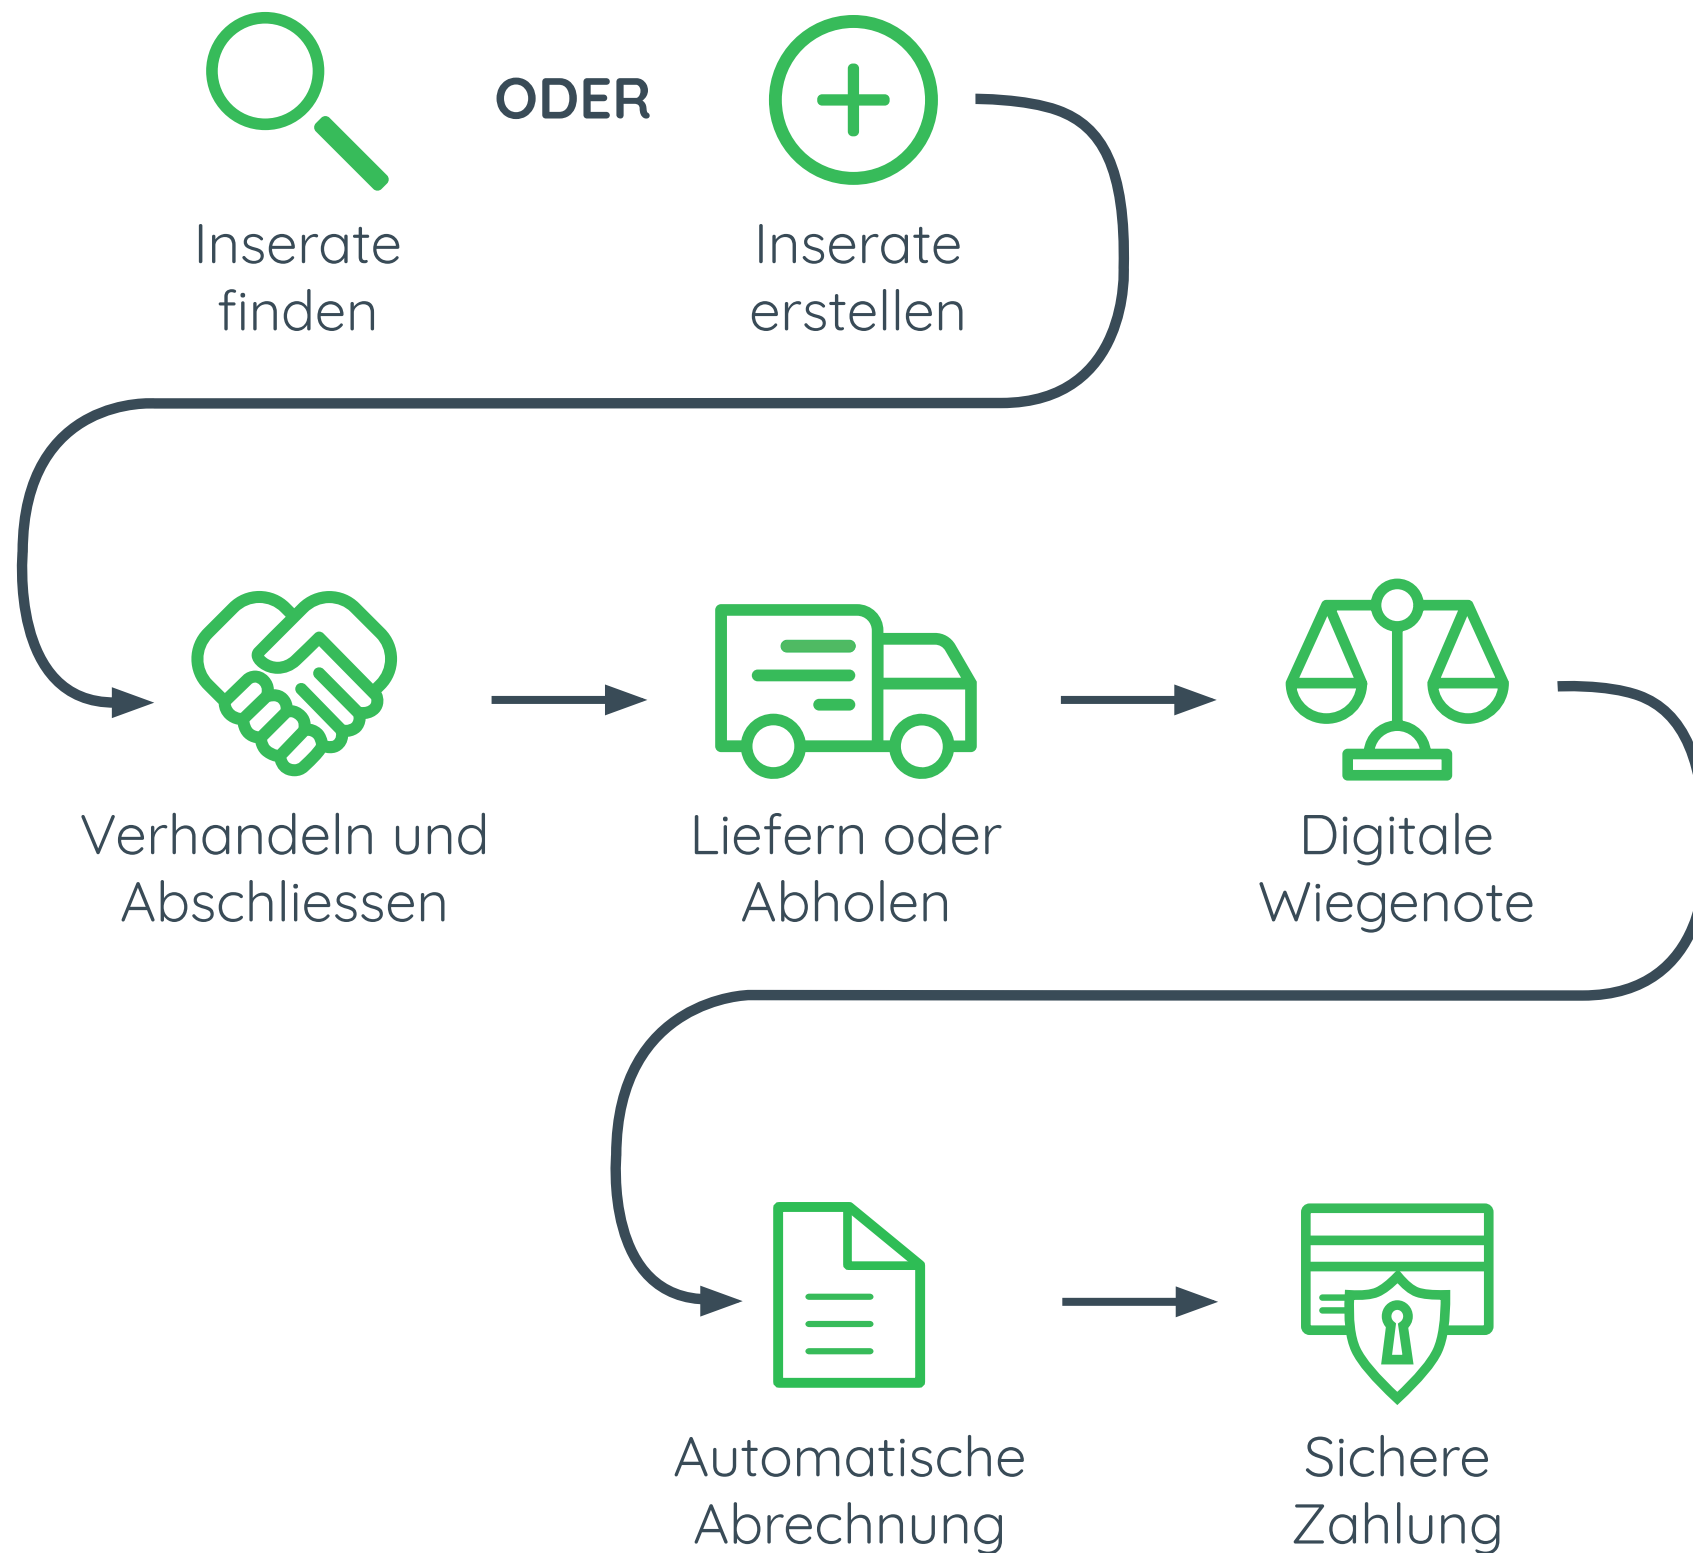 ODER
Inserate
finden
Inserate
erstellen
Verhandeln und
Abschliessen
Liefern oder
Abholen
Digitale
Wiegenote
Automatische
Abrechnung
Sichere
Zahlung